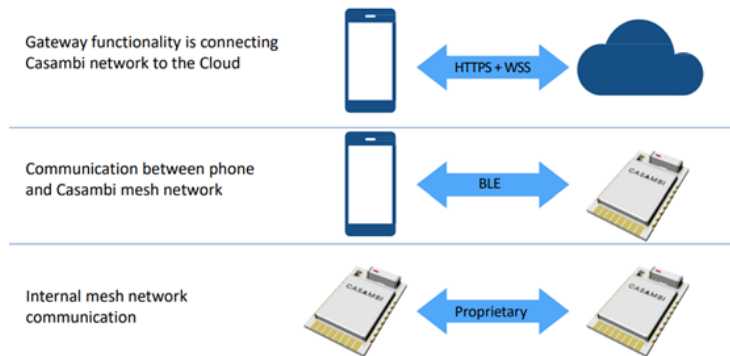 Gateway functionality is connecting
Casambi network to the Cloud
HTTPS + WSS
Communication between phone
and Casambi mesh network
BLE
CASAMBI
Internal mesh network
communication
CASAMBI
Proprietary
CASAMBI